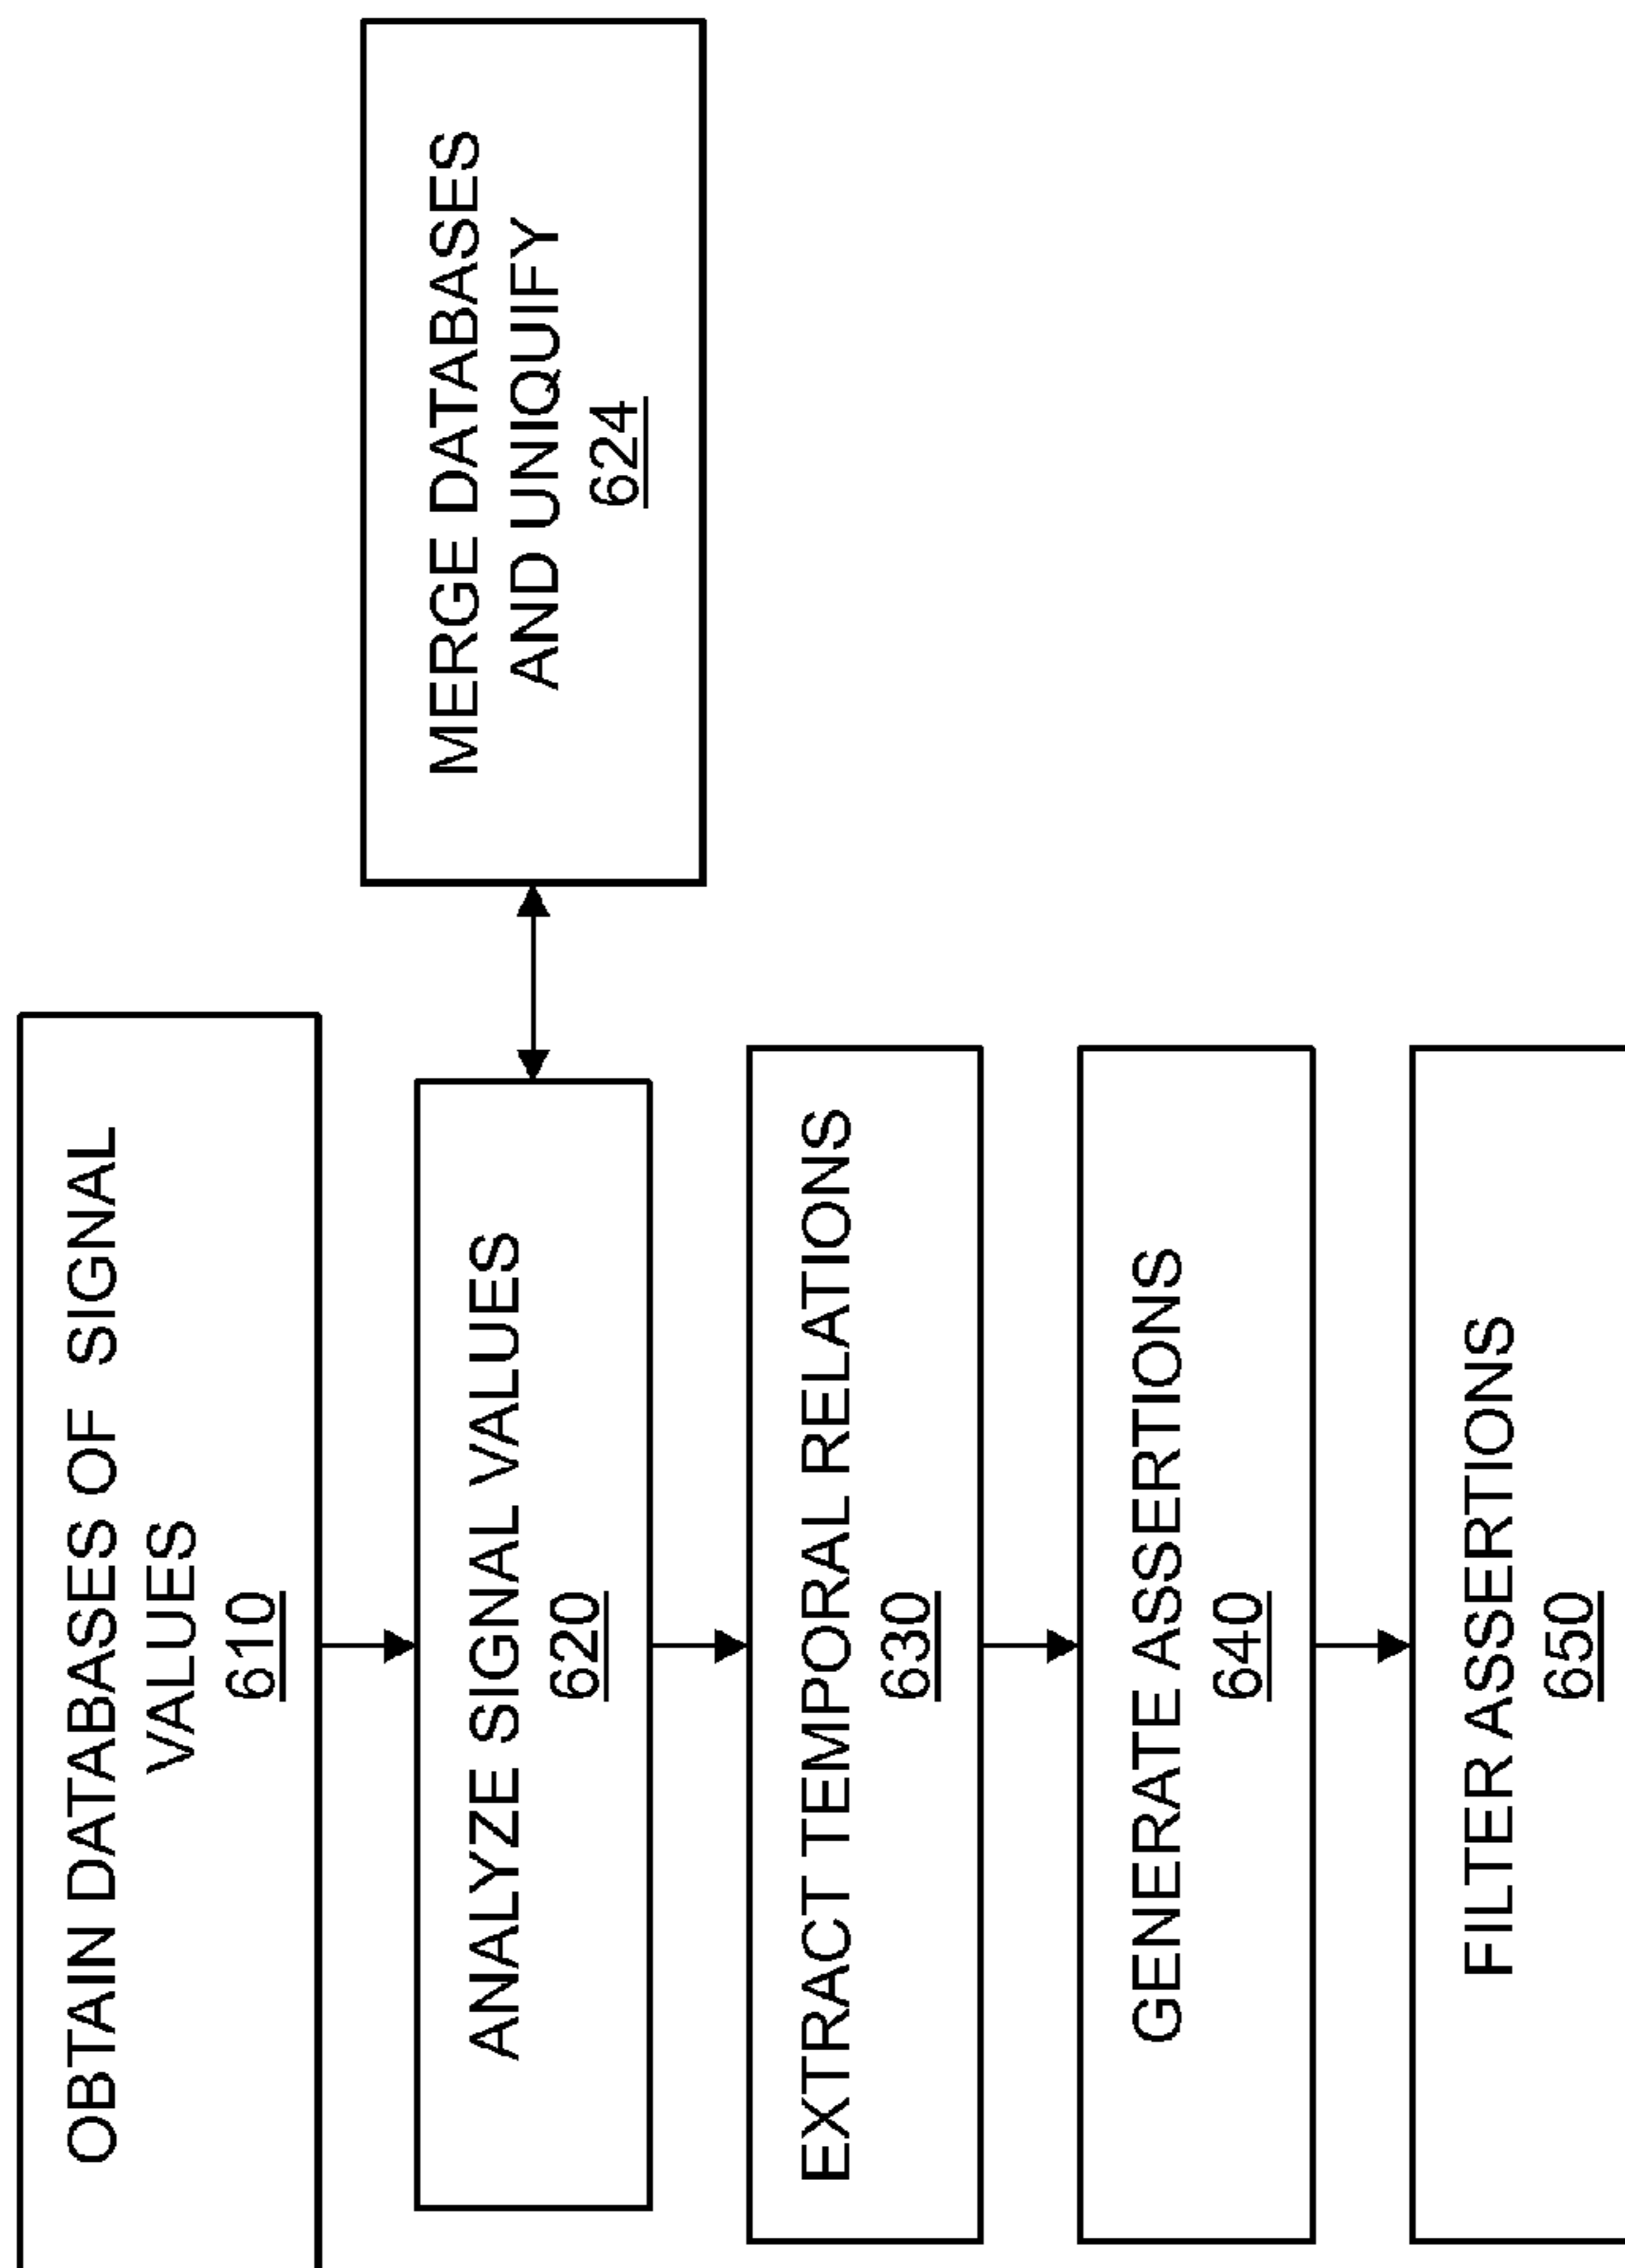 OBTAIN DATABASES OF SIGNAL
VALUES
610
ANALYZE SIGNAL VALUES
620
MERGE DATABASES
AND UNIQUIFY
624
EXTRACT TEMPORAL RELATIONS
630
GENERATE ASSERTIONS
640
FILTER ASSERTIONS
650